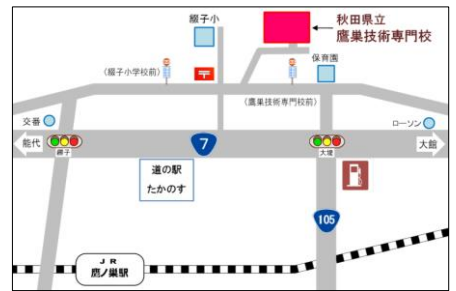 綴子小
秋田県立
鷹巣技術専門校
保育園
(綴子小学校前)
(鷹巣技術専門校前)
交番
ローソン
能代
綴子
7
大堤
大館
道の駅
たかのす
105
JR
鷹ノ巣駅